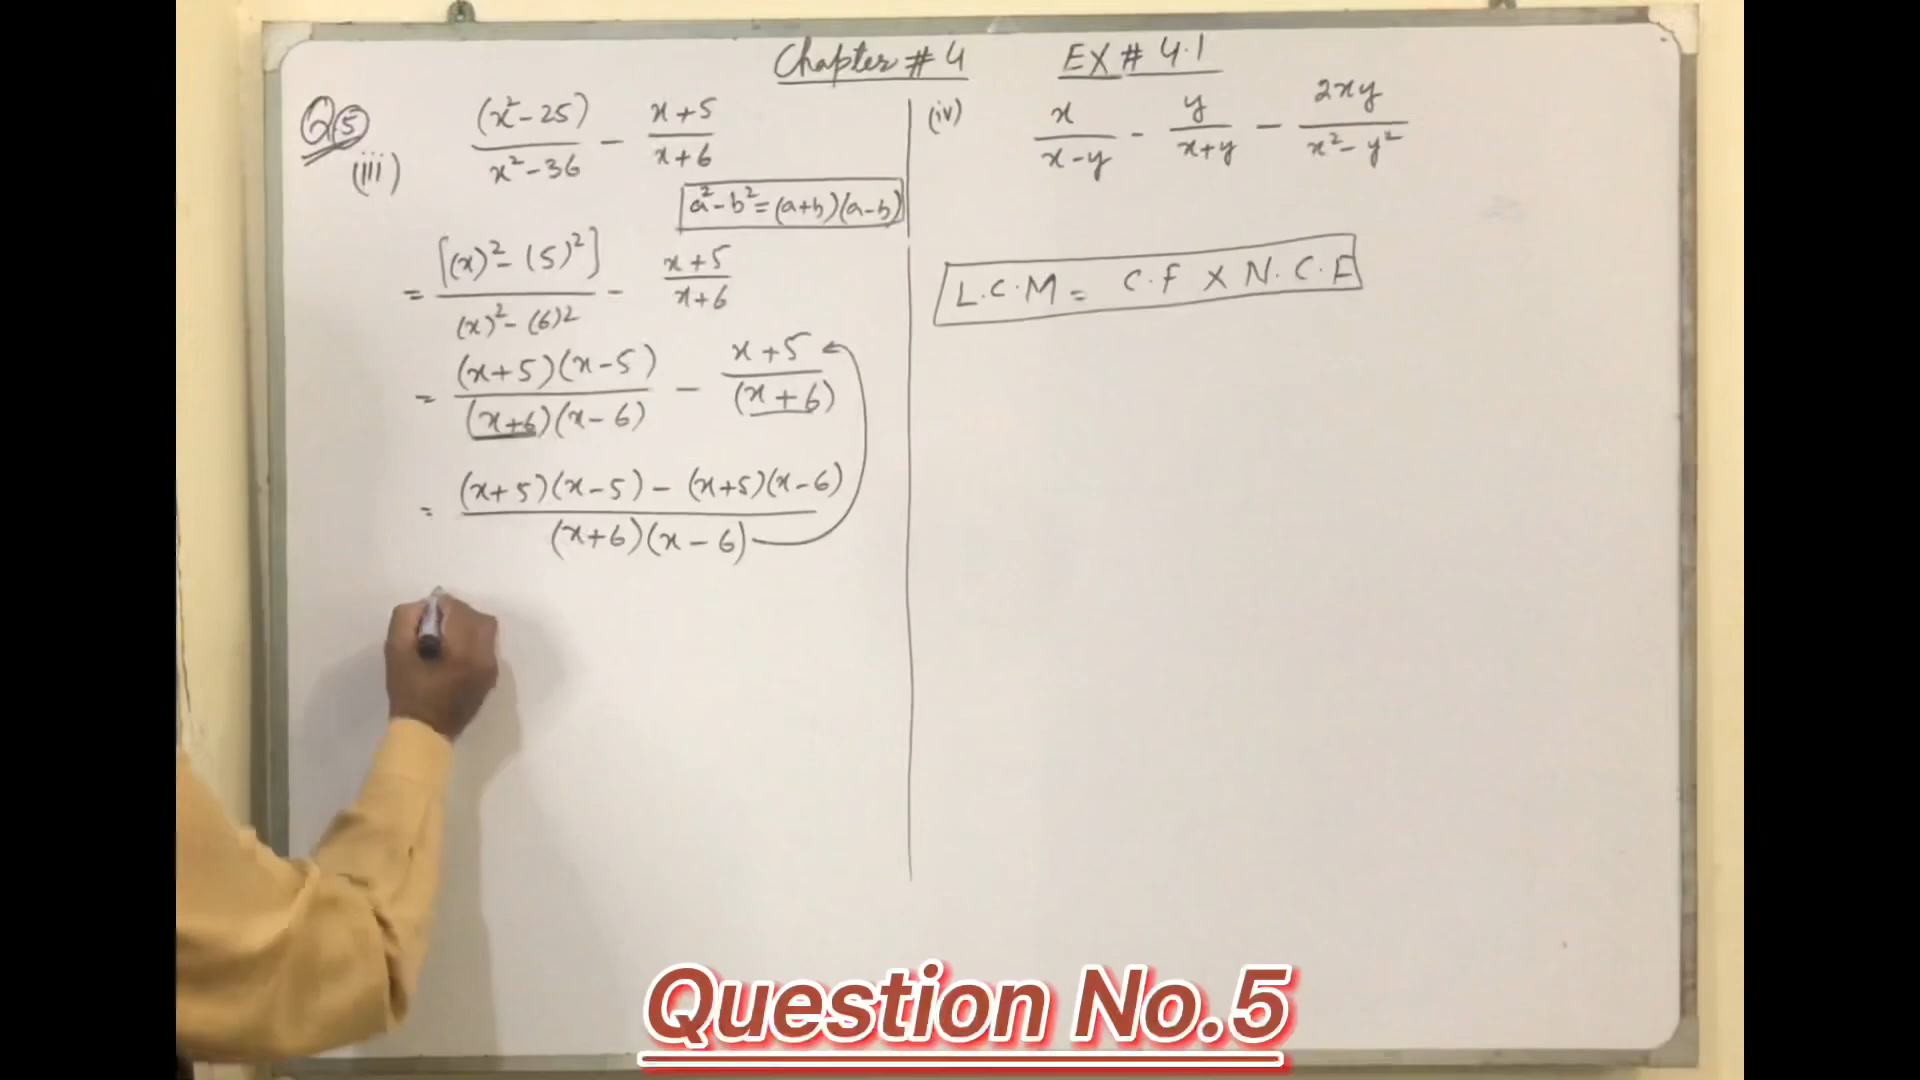 Chapter # 4 EX # 4.1
Q5
(iii) (x²-25)/(x²-36) - (x+5)/(x+6)
a²-b²=(a+b)(a-b)
= [(x)²-(5)²]/((x)²-(6)²) - (x+5)/(x+6)
= (x+5)(x-5)/(x+6)(x-6) - (x+5)/(x+6)
= (x+5)(x-5) - (x+5)(x-6)/(x+6)(x-6)
(iv) x/(x-y) - y/(x+y) - 2xy/(x²-y²)
L.C.M = C.F × N.C.F
Question No.5